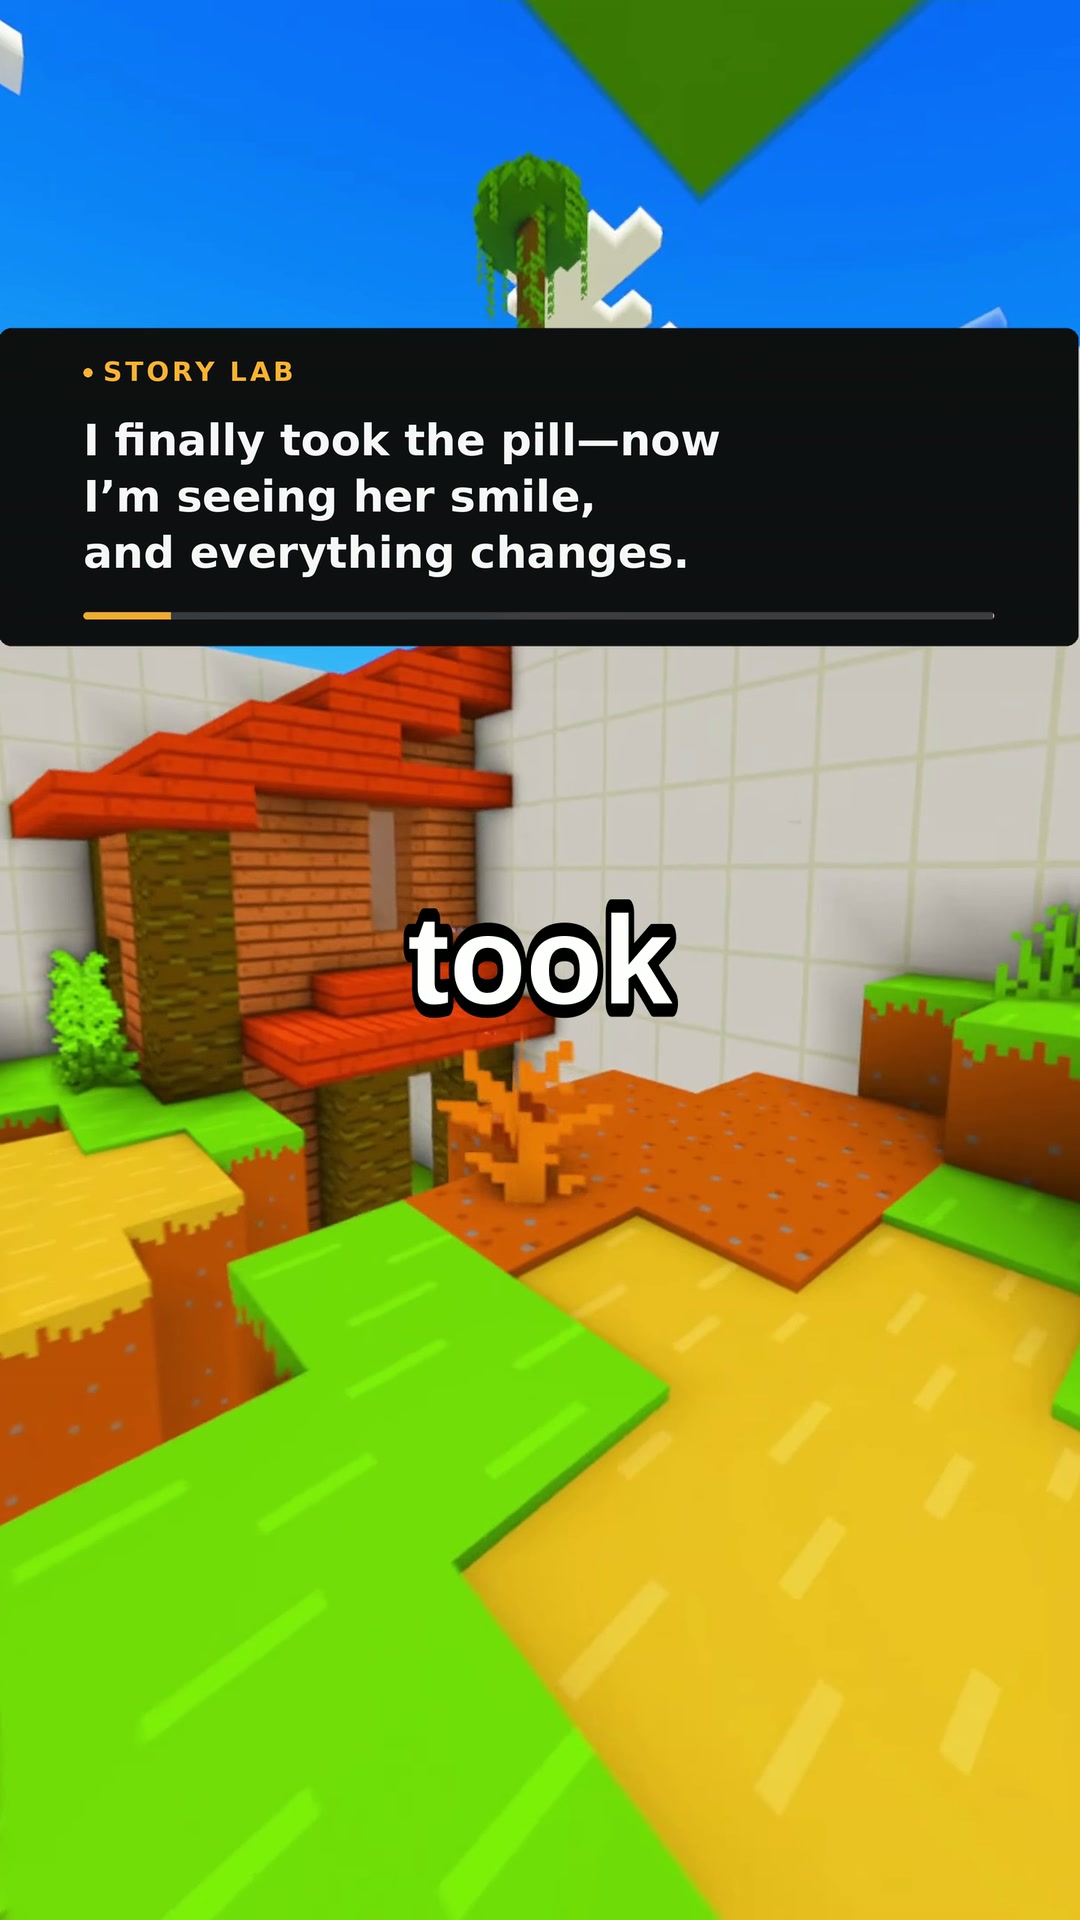 • STORY LAB
I finally took the pill—now
I’m seeing her smile,
and everything changes.
took